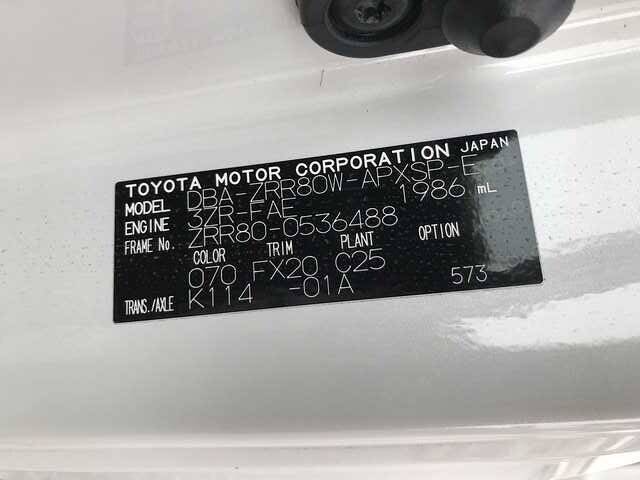 TOYOTA MOTOR CORPORATION JAPAN
MODEL DBA-ZRR80W-APXSP-E
ENGINE 3ZR-FAE 1986 mL
FRAME No. ZRR80-0536488
COLOR TRIM PLANT OPTION
070 FX20 C25
TRANS./AXLE K114 -01A 573